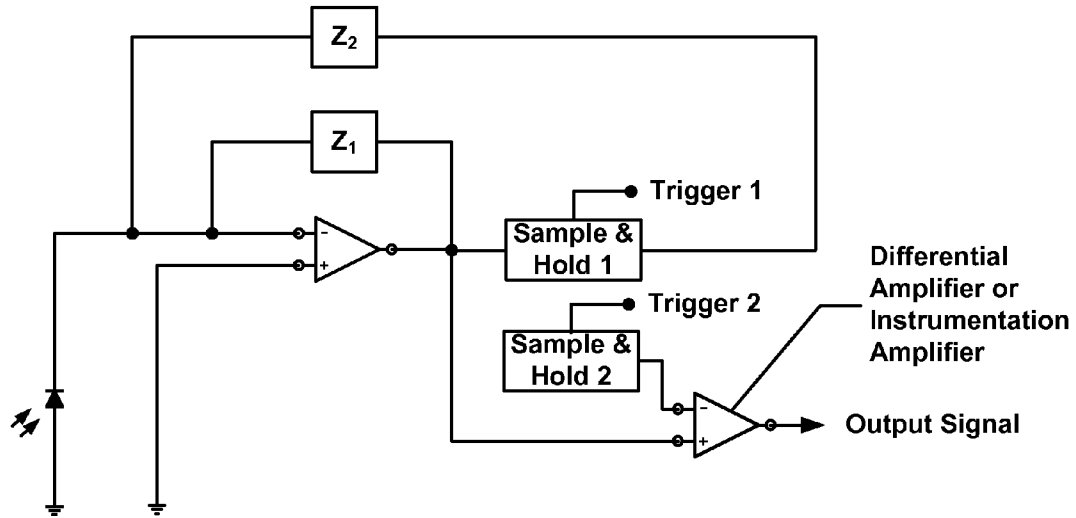 Z₂
Z₁
Trigger 1
Sample &
Hold 1
Differential
Amplifier or
Instrumentation
Amplifier
Trigger 2
Sample &
Hold 2
-
+
-
+
Output Signal